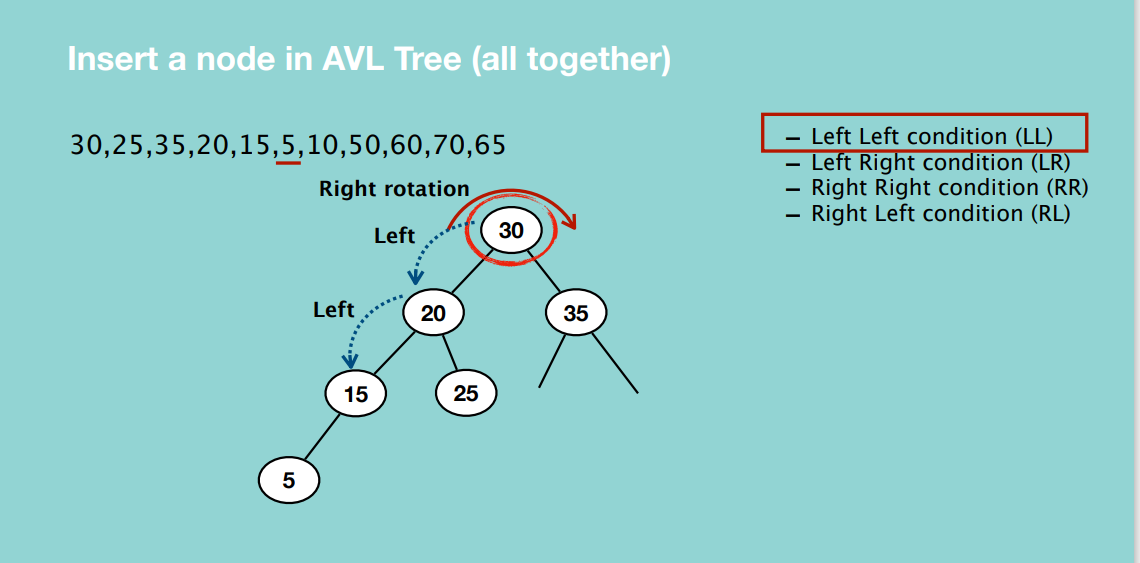 Insert a node in AVL Tree (all together)
30,25,35,20,15,5,10,50,60,70,65
– Left Left condition (LL)
– Left Right condition (LR)
– Right Right condition (RR)
– Right Left condition (RL)
Right rotation
Left
30
Left
20
35
15
25
5